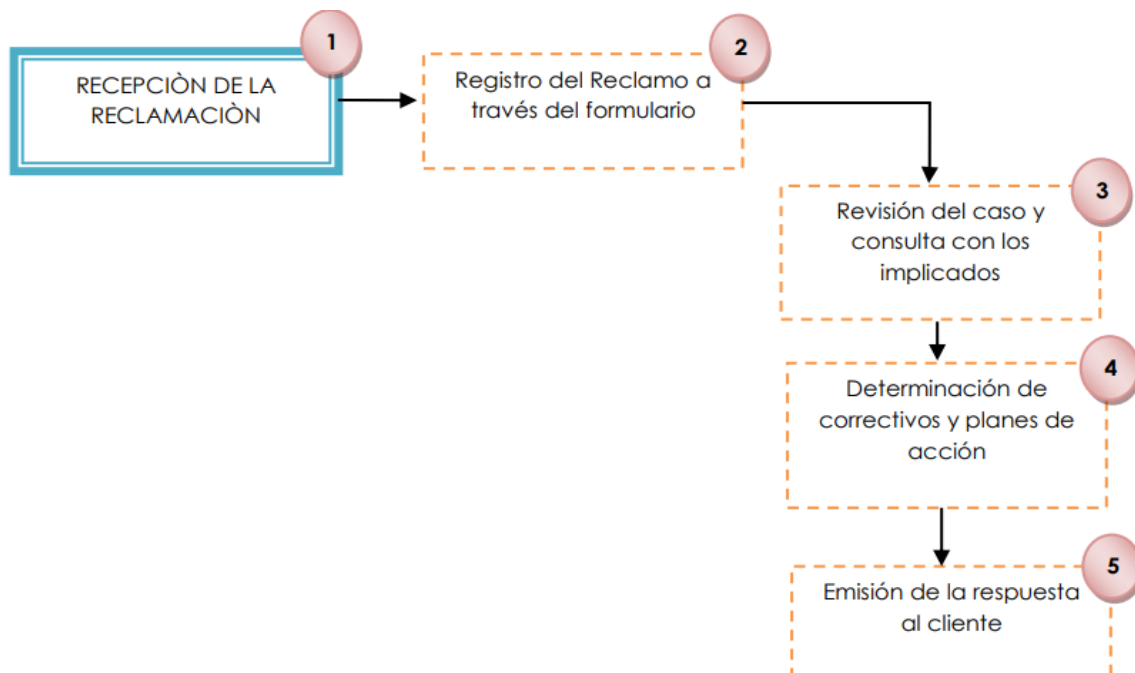 1
RECEPCIÒN DE LA
RECLAMACIÒN
2
Registro del Reclamo a
través del formulario
3
Revisión del caso y
consulta con los
implicados
4
Determinación de
correctivos y planes de
acción
5
Emisión de la respuesta
al cliente